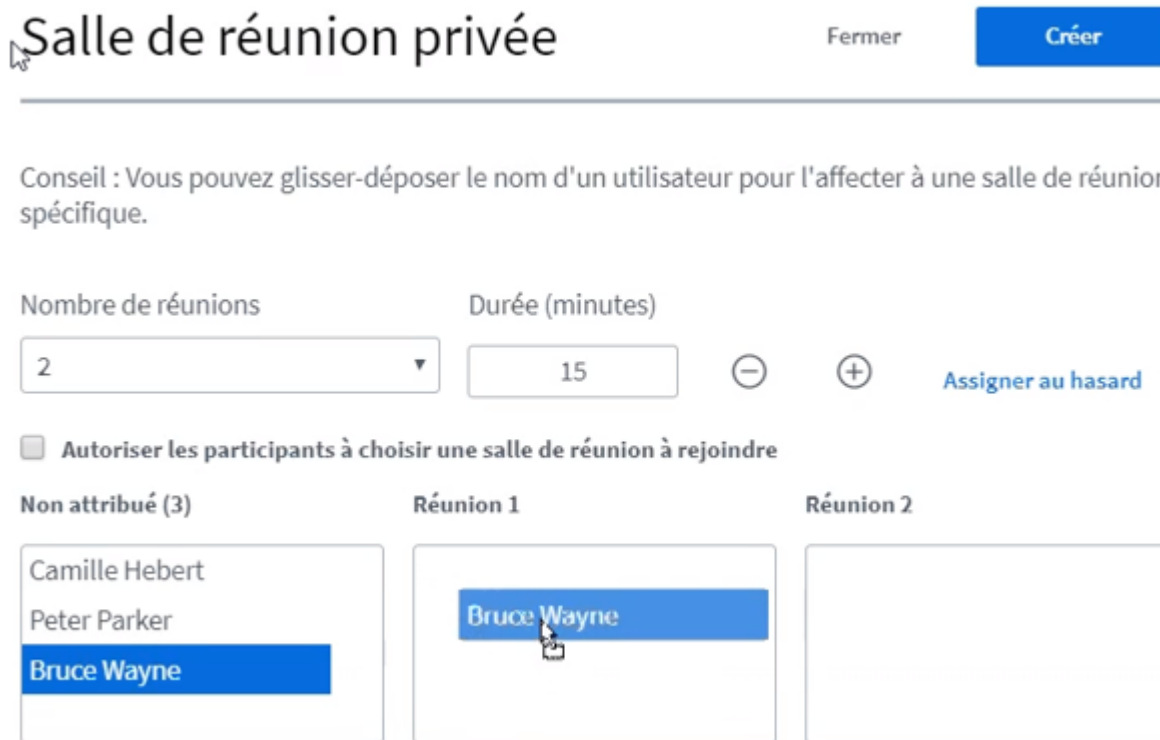 Salle de réunion privée
Fermer
Créer
Conseil : Vous pouvez glisser-déposer le nom d'un utilisateur pour l'affecter à une salle de réunion
spécifique.
Nombre de réunions
Durée (minutes)
2
15
Assigner au hasard
Autoriser les participants à choisir une salle de réunion à rejoindre
Non attribué (3)
Réunion 1
Réunion 2
Camille Hebert
Peter Parker
Bruce Wayne
Bruce Wayne